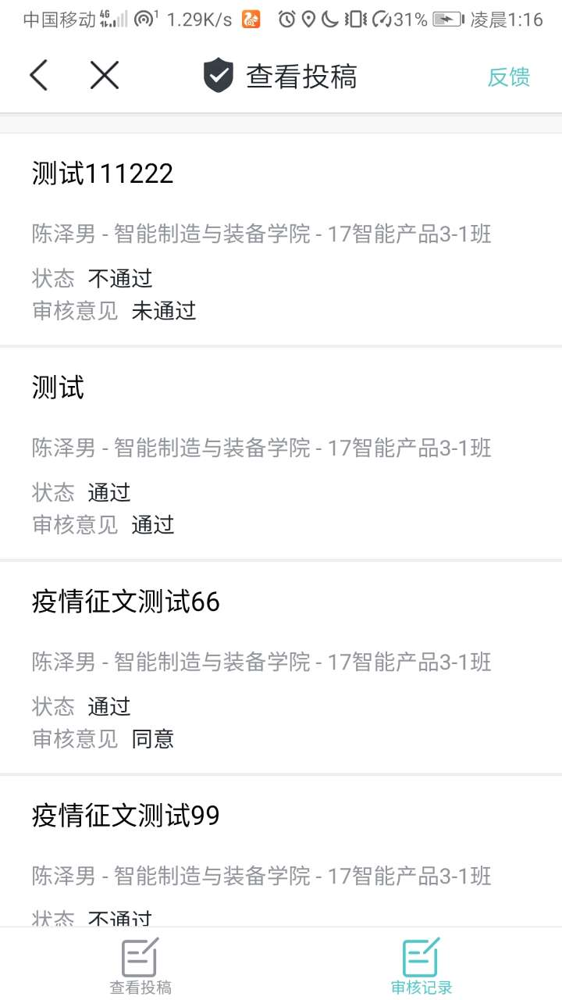 中国移动 4G 1 1.29K/s 31% 凌晨1:16
查看投稿 反馈
测试111222
陈泽男 - 智能制造与装备学院 - 17智能产品3-1班
状态 不通过
审核意见 未通过
测试
陈泽男 - 智能制造与装备学院 - 17智能产品3-1班
状态 通过
审核意见 通过
疫情征文测试66
陈泽男 - 智能制造与装备学院 - 17智能产品3-1班
状态 通过
审核意见 同意
疫情征文测试99
陈泽男 - 智能制造与装备学院 - 17智能产品3-1班
状态 不通过
查看投稿 审核记录